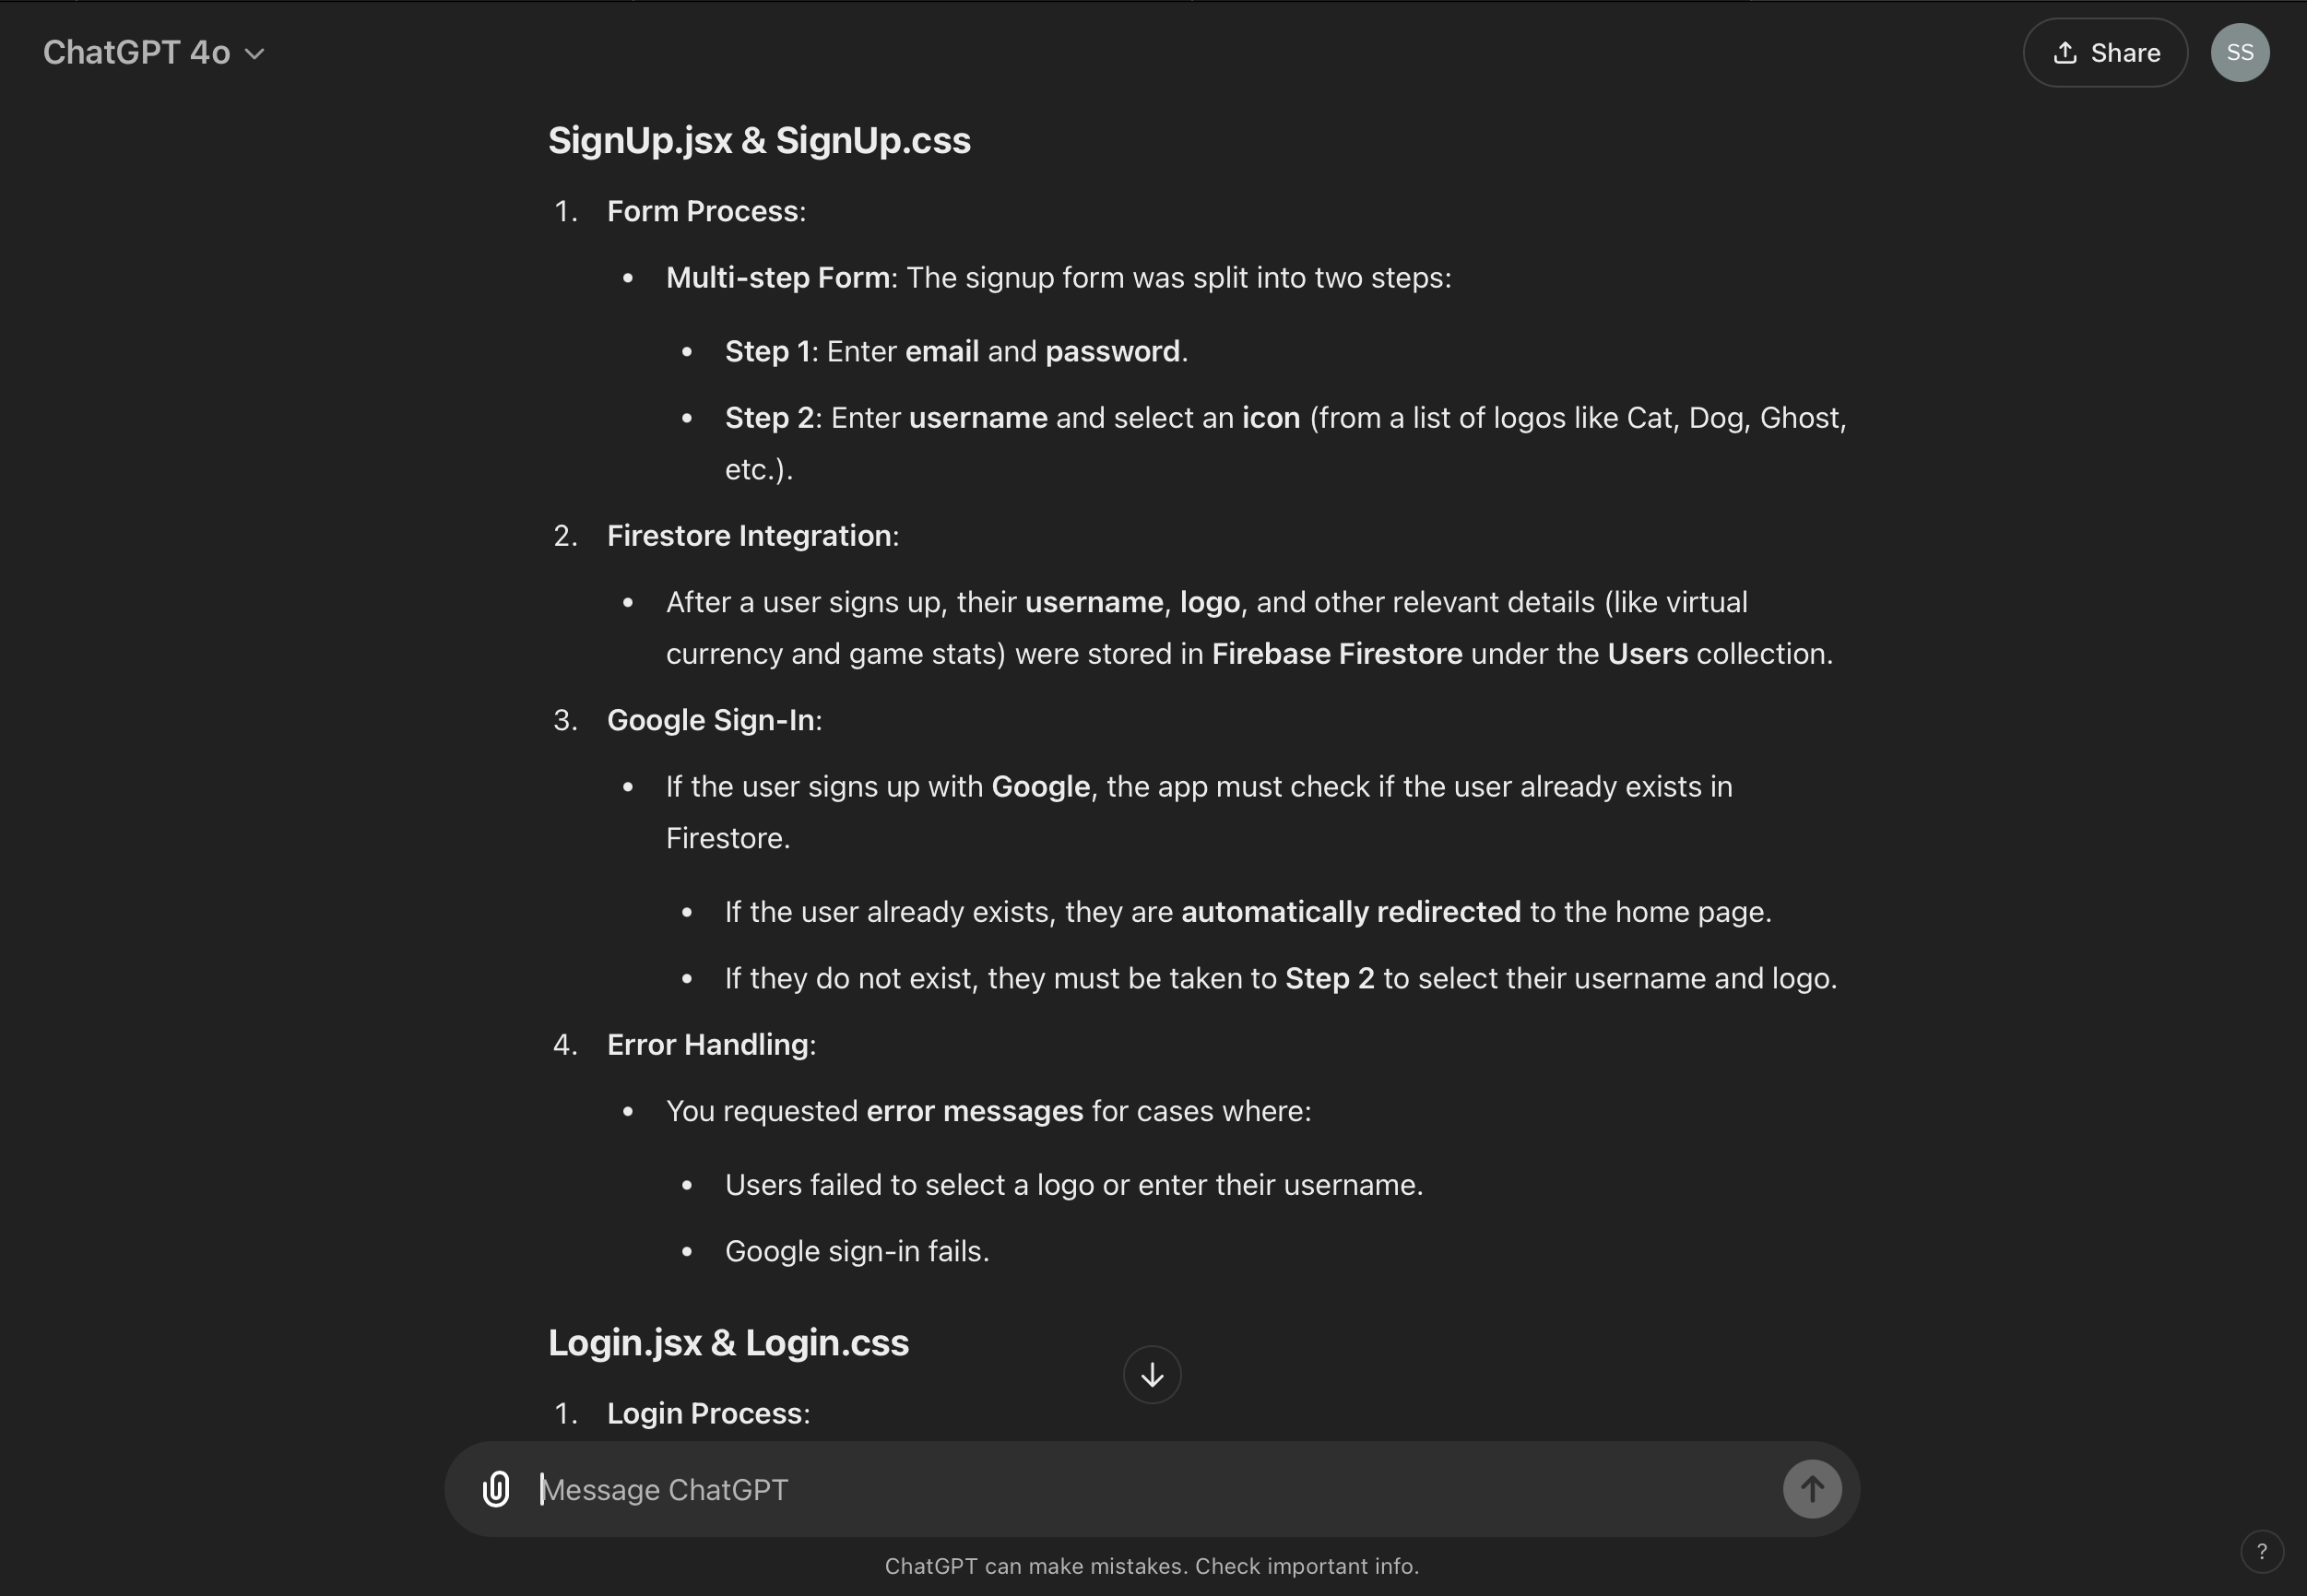 ChatGPT 4o
Share
SS
SignUp.jsx & SignUp.css
1. Form Process:
• Multi-step Form: The signup form was split into two steps:
• Step 1: Enter email and password.
• Step 2: Enter username and select an icon (from a list of logos like Cat, Dog, Ghost,
etc.).
2. Firestore Integration:
• After a user signs up, their username, logo, and other relevant details (like virtual
currency and game stats) were stored in Firebase Firestore under the Users collection.
3. Google Sign-In:
• If the user signs up with Google, the app must check if the user already exists in
Firestore.
• If the user already exists, they are automatically redirected to the home page.
• If they do not exist, they must be taken to Step 2 to select their username and logo.
4. Error Handling:
• You requested error messages for cases where:
• Users failed to select a logo or enter their username.
• Google sign-in fails.
Login.jsx & Login.css
1. Login Process:
Message ChatGPT
ChatGPT can make mistakes. Check important info.
?